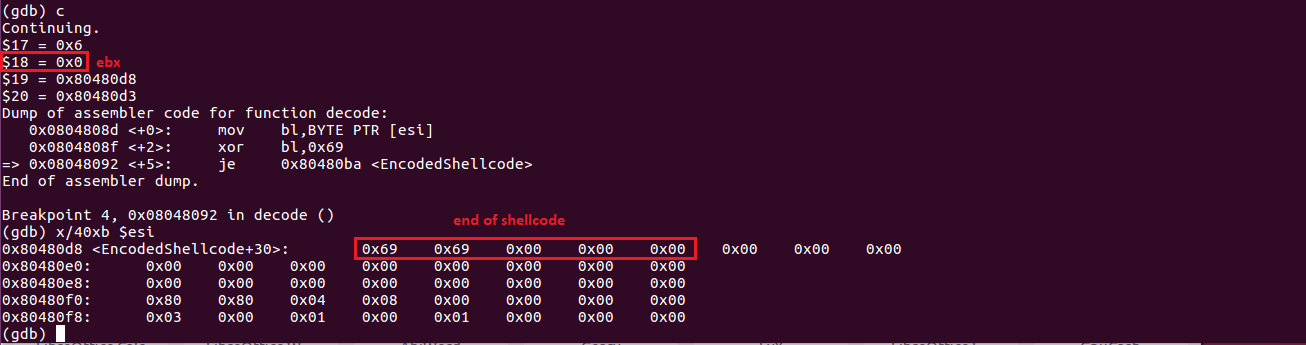 (gdb) c
Continuing.
$17 = 0x6
$18 = 0x0 ebx
$19 = 0x80480d8
$20 = 0x80480d3
Dump of assembler code for function decode:
   0x0804808d <+0>:     mov    bl,BYTE PTR [esi]
   0x0804808f <+2>:     xor    bl,0x69
=> 0x08048092 <+5>:     je     0x80480ba <EncodedShellcode>
End of assembler dump.
Breakpoint 4, 0x08048092 in decode ()
end of shellcode
(gdb) x/40xb $esi
0x80480d8 <EncodedShellcode+30>:        0x69    0x69    0x00    0x00    0x00    0x00    0x00    0x00
0x80480e0:      0x00    0x00    0x00    0x00    0x00    0x00    0x00    0x00
0x80480e8:      0x00    0x00    0x00    0x00    0x00    0x00    0x00    0x00
0x80480f0:      0x80    0x80    0x04    0x08    0x00    0x00    0x00    0x00
0x80480f8:      0x03    0x00    0x01    0x00    0x01    0x00    0x00    0x00
(gdb)